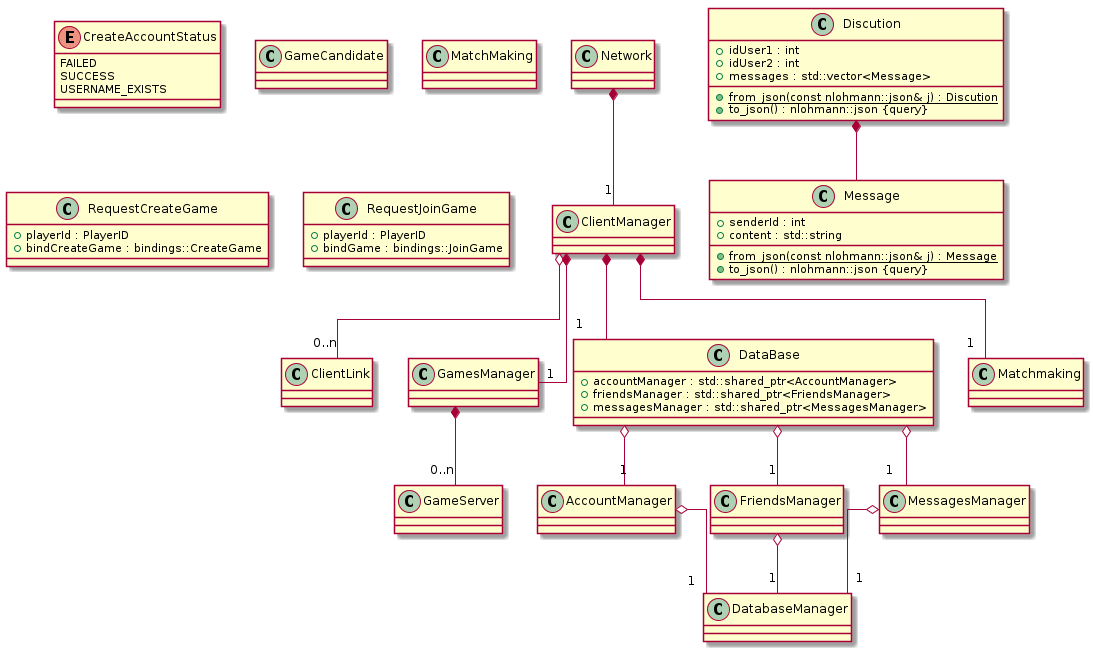 E CreateAccountStatus
FAILED
SUCCESS
USERNAME_EXISTS
C GameCandidate
C MatchMaking
C Network
C Discution
idUser1 : int
idUser2 : int
messages : std::vector<Message>
from_json(const nlohmann::json& j) : Discution
to_json() : nlohmann::json {query}
1
C RequestCreateGame
playerId : PlayerID
bindCreateGame : bindings::CreateGame
C RequestJoinGame
playerId : PlayerID
bindGame : bindings::JoinGame
C ClientManager
C Message
senderId : int
content : std::string
from_json(const nlohmann::json& j) : Message
to_json() : nlohmann::json {query}
0..n
1
1
1
C ClientLink
C GamesManager
C DataBase
accountManager : std::shared_ptr<AccountManager>
friendsManager : std::shared_ptr<FriendsManager>
messagesManager : std::shared_ptr<MessagesManager>
C Matchmaking
0..n
1
1
1
C GameServer
C AccountManager
C FriendsManager
C MessagesManager
1
1
1
C DatabaseManager